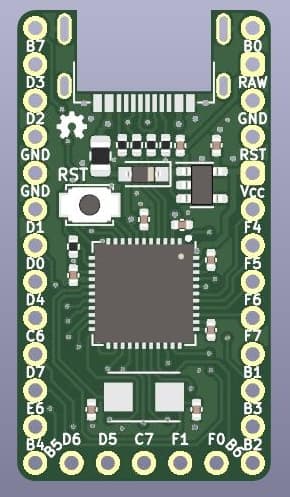 B7 B0
D3 RAW
D2 GND
GND RST
RST
GND Vcc
D1 F4
D0 F5
D4 F6
C6 F7
D7 B1
E6 B3
B4 B5 D6 D5 C7 F1 F0 B6 B2